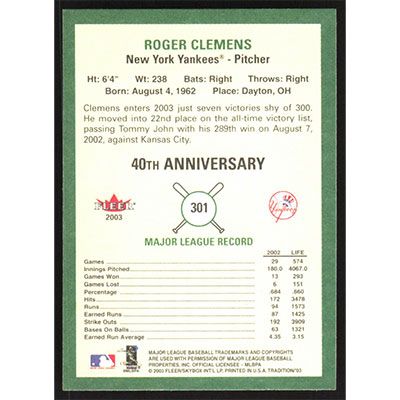 ROGER CLEMENS
New York Yankees® - Pitcher
Ht: 6'4" Wt: 238 Bats: Right Throws: Right
Born: August 4, 1962 Place: Dayton, OH
Clemens enters 2003 just seven victories shy of 300.
He moved into 22nd place on the all-time victory list,
passing Tommy John with his 289th win on August 7,
2002, against Kansas City.
40TH ANNIVERSARY
FLEER
2003
301
Yankees
MAJOR LEAGUE RECORD
2002 LIFE
Games 29 574
Innings Pitched 180.0 4067.0
Games Won 13 293
Games Lost 6 151
Percentage .684 .660
Hits 172 3478
Runs 94 1573
Earned Runs 87 1425
Strike Outs 192 3909
Bases On Balls 63 1321
Earned Run Average 4.35 3.15
MAJOR LEAGUE BASEBALL TRADEMARKS AND COPYRIGHTS
ARE USED WITH PERMISSION OF MAJOR LEAGUE BASEBALL
PROPERTIES, INC. ©OFFICIAL LICENSEE - MLBPA
© 2003 FLEER/SKYBOX INT. LP, PRINTED IN U.S.A. TRADITION'03